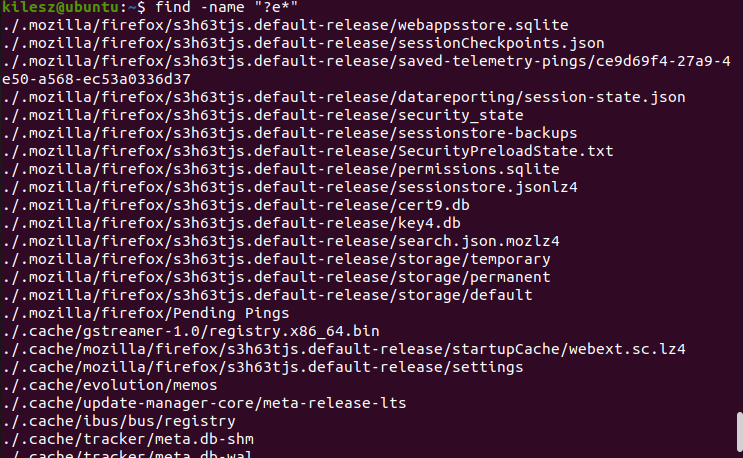 kilesz@ubuntu:~$ find -name "?e*"
./.mozilla/firefox/s3h63tjs.default-release/webappsstore.sqlite
./.mozilla/firefox/s3h63tjs.default-release/sessionCheckpoints.json
./.mozilla/firefox/s3h63tjs.default-release/saved-telemetry-pings/ce9d69f4-27a9-4
e50-a568-ec53a0336d37
./.mozilla/firefox/s3h63tjs.default-release/datareporting/session-state.json
./.mozilla/firefox/s3h63tjs.default-release/security_state
./.mozilla/firefox/s3h63tjs.default-release/sessionstore-backups
./.mozilla/firefox/s3h63tjs.default-release/SecurityPreloadState.txt
./.mozilla/firefox/s3h63tjs.default-release/permissions.sqlite
./.mozilla/firefox/s3h63tjs.default-release/sessionstore.jsonlz4
./.mozilla/firefox/s3h63tjs.default-release/cert9.db
./.mozilla/firefox/s3h63tjs.default-release/key4.db
./.mozilla/firefox/s3h63tjs.default-release/search.json.mozlz4
./.mozilla/firefox/s3h63tjs.default-release/storage/temporary
./.mozilla/firefox/s3h63tjs.default-release/storage/permanent
./.mozilla/firefox/s3h63tjs.default-release/storage/default
./.mozilla/firefox/Pending Pings
./.cache/gstreamer-1.0/registry.x86_64.bin
./.cache/mozilla/firefox/s3h63tjs.default-release/startupCache/webext.sc.lz4
./.cache/mozilla/firefox/s3h63tjs.default-release/settings
./.cache/evolution/memos
./.cache/update-manager-core/meta-release-lts
./.cache/ibus/bus/registry
./.cache/tracker/meta.db-shm
./.cache/tracker/meta.db-wal